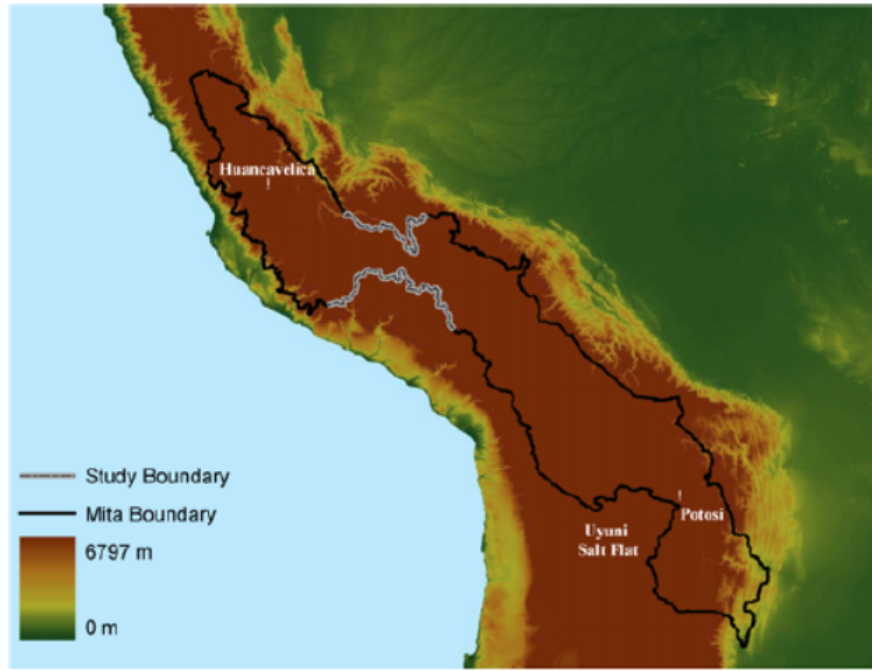 Huancavelica
Study Boundary
Mita Boundary
6797 m
0 m
Uyuni
Salt Flat
Potosi